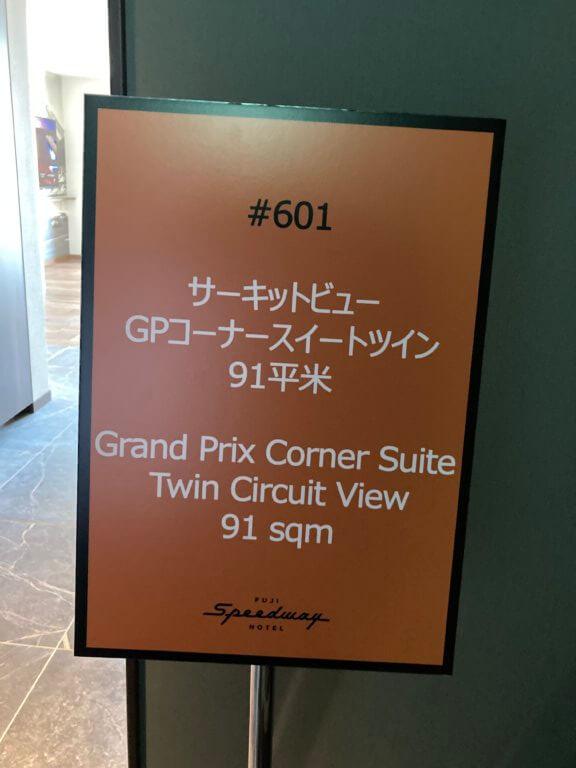 #601
サーキットビュー
GPコーナースイートツイン
91平米
Grand Prix Corner Suite
Twin Circuit View
91 sqm
FUJI
Speedway
HOTEL